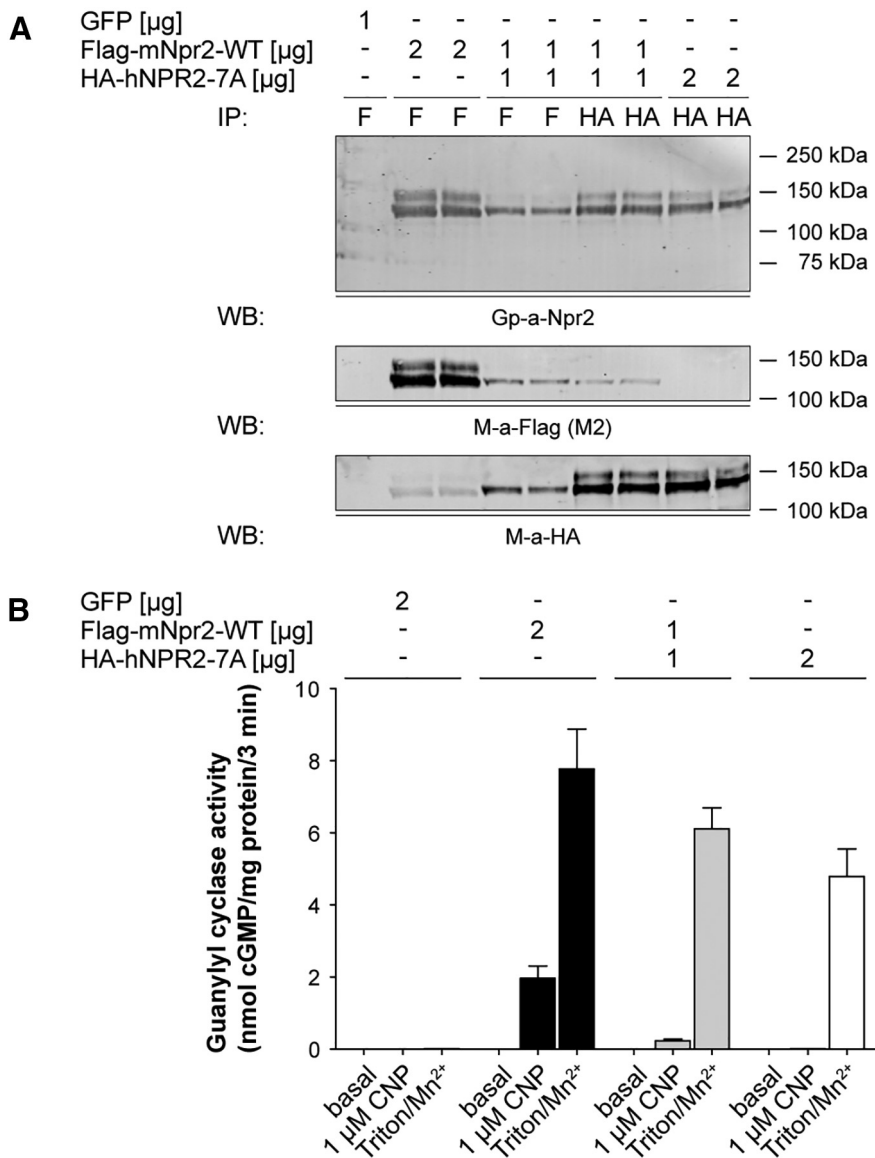 A
GFP [µg] 1 - - - - - - - -
Flag-mNpr2-WT [µg] - 2 2 1 1 1 1 - -
HA-hNPR2-7A [µg] - - - 1 1 1 1 2 2
IP: F F F F F HA HA HA HA
250 kDa
150 kDa
100 kDa
75 kDa
WB: Gp-a-Npr2
150 kDa
100 kDa
WB: M-a-Flag (M2)
150 kDa
100 kDa
WB: M-a-HA
B
GFP [µg] 2 - - -
Flag-mNpr2-WT [µg] - 2 1 -
HA-hNPR2-7A [µg] - - 1 2
Guanylyl cyclase activity
(nmol cGMP/mg protein/3 min)
10
8
6
4
2
0
basal 1 µM CNP Triton/Mn²⁺ basal 1 µM CNP Triton/Mn²⁺ basal 1 µM CNP Triton/Mn²⁺ basal 1 µM CNP Triton/Mn²⁺